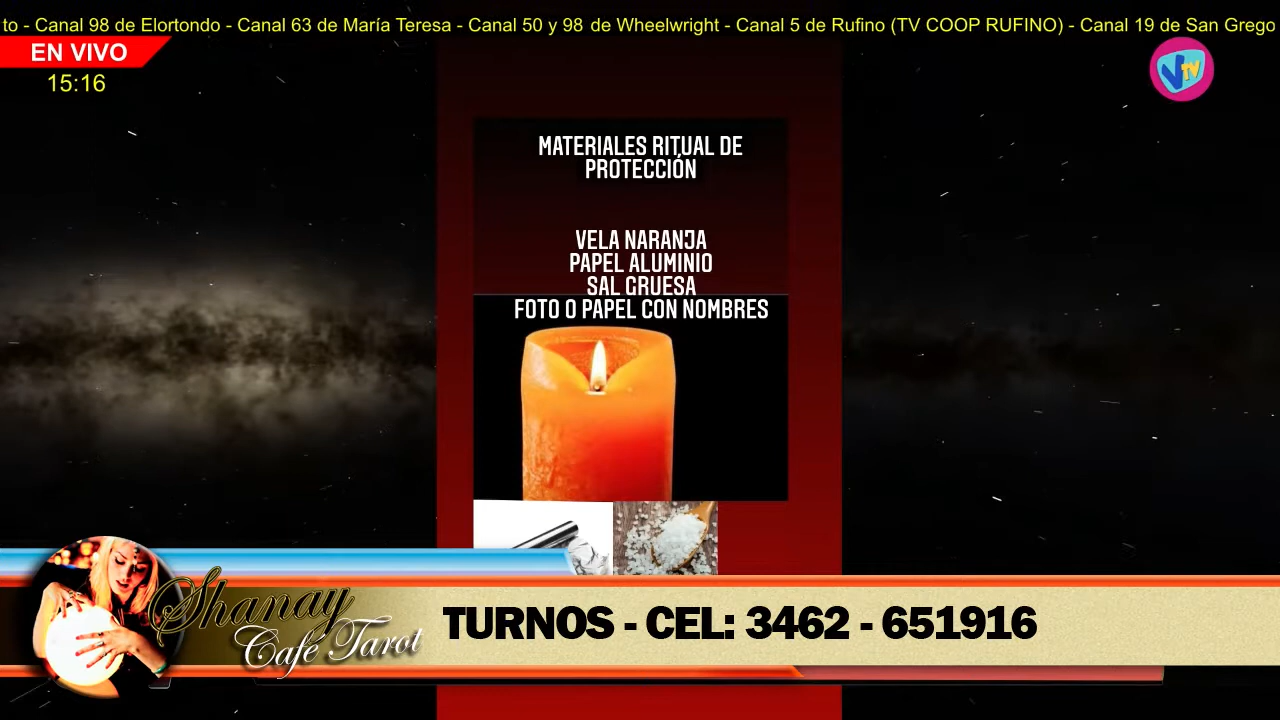 to - Canal 98 de Elortondo - Canal 63 de María Teresa - Canal 50 y 98 de Wheelwright - Canal 5 de Rufino (TV COOP RUFINO) - Canal 19 de San Grego
EN VIVO
15:16
VTV
MATERIALES RITUAL DE
PROTECCIÓN
VELA NARANJA
PAPEL ALUMINIO
SAL GRUESA
FOTO O PAPEL CON NOMBRES
Shanay
Cafe Tarot
TURNOS - CEL: 3462 - 651916